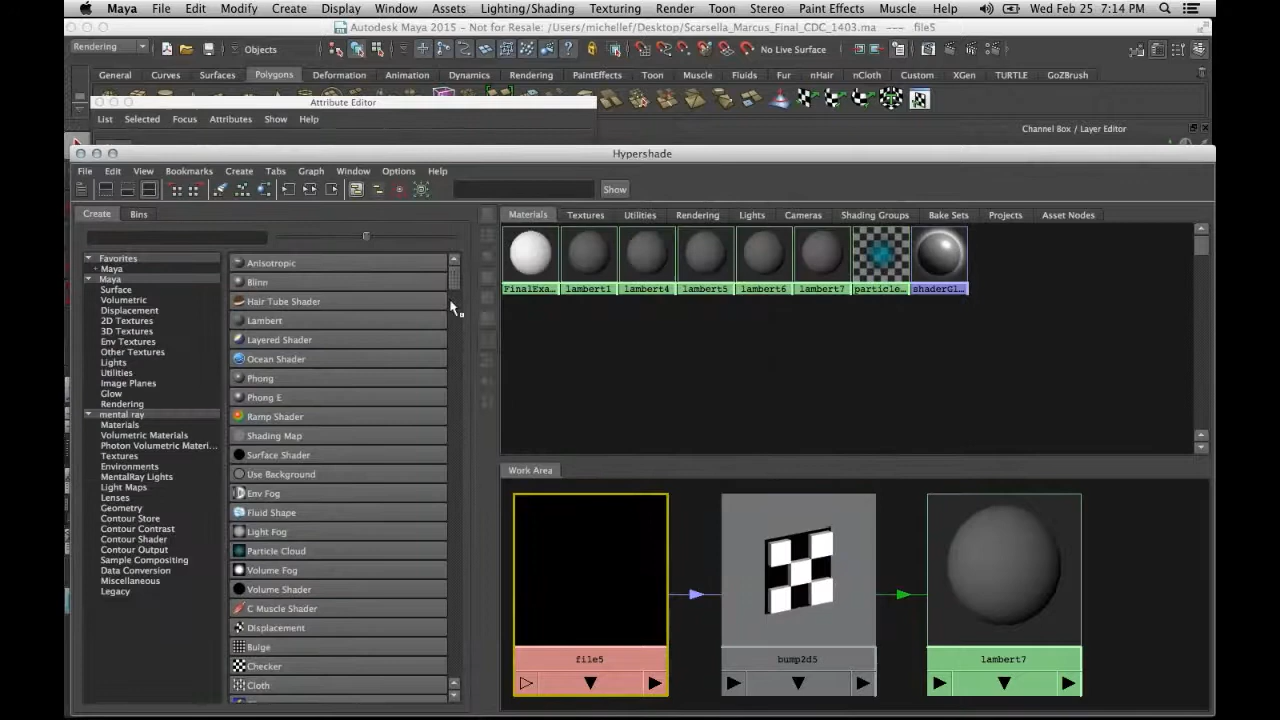 Maya File Edit Modify Create Display Window Assets Lighting/Shading Texturing Render Toon Stereo Paint Effects Muscle Help Wed Feb 25 7:14 PM
Autodesk Maya 2015 - Not for Resale: /Users/michellef/Desktop/Scarsella_Marcus_Final_CDC_1403.ma --- file5
Rendering Objects No Live Surface
General Curves Surfaces Polygons Deformation Animation Dynamics Rendering PaintEffects Toon Muscle Fluids Fur nHair nCloth Custom XGen TURTLE GoZBrush
Attribute Editor
List Selected Focus Attributes Show Help
Channel Box / Layer Editor
Hypershade
File Edit View Bookmarks Create Tabs Graph Window Options Help
Show
Create Bins
Materials Textures Utilities Rendering Lights Cameras Shading Groups Bake Sets Projects Asset Nodes
Favorites
Maya
Maya
Surface
Volumetric
Displacement
2D Textures
3D Textures
Env Textures
Other Textures
Lights
Utilities
Image Planes
Glow
Rendering
mental ray
Materials
Volumetric Materials
Photon Volumetric Materi...
Textures
Environments
MentalRay Lights
Light Maps
Lenses
Geometry
Contour Store
Contour Contrast
Contour Shader
Contour Output
Sample Compositing
Data Conversion
Miscellaneous
Legacy
Anisotropic
Blinn
Hair Tube Shader
Lambert
Layered Shader
Ocean Shader
Phong
Phong E
Ramp Shader
Shading Map
Surface Shader
Use Background
Env Fog
Fluid Shape
Light Fog
Particle Cloud
Volume Fog
Volume Shader
C Muscle Shader
Displacement
Bulge
Checker
Cloth
FinalExa... lambert1 lambert4 lambert5 lambert6 lambert7 particle... shaderGl...
Work Area
file5 bump2d5 lambert7